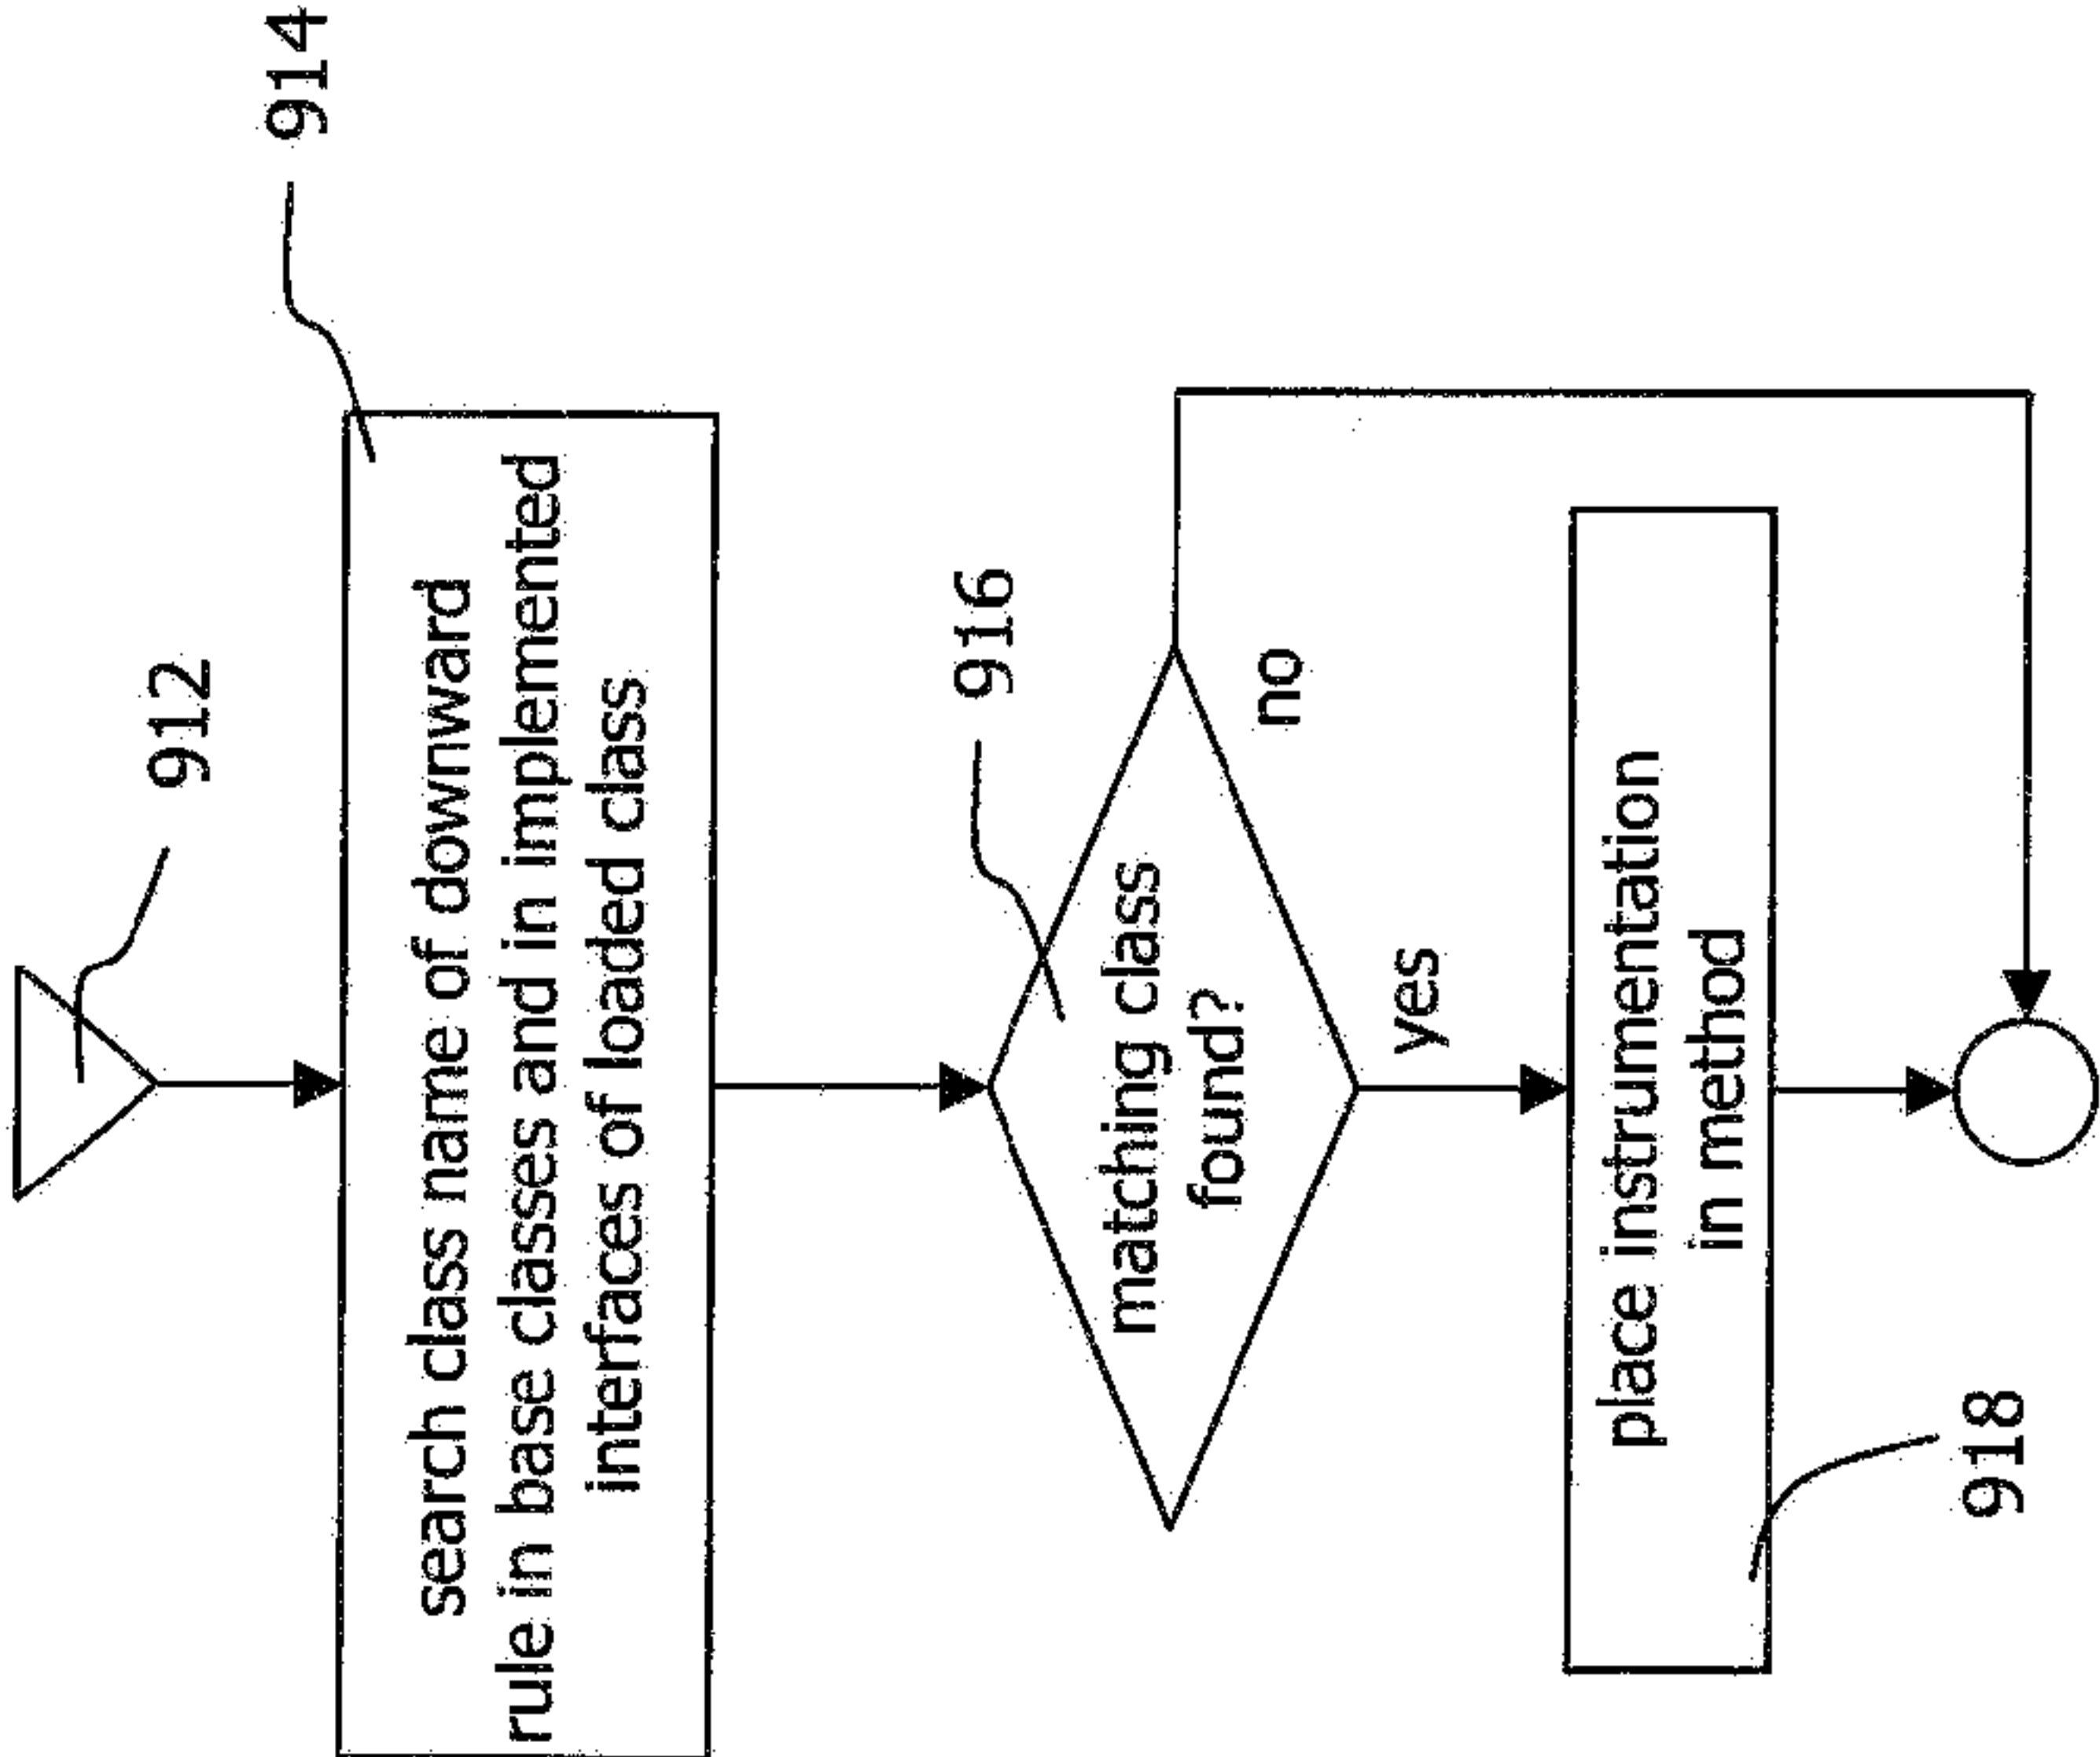 912
914
search class name of downward
rule in base classes and in implemented
interfaces of loaded class
916
matching class
found?
no
yes
place instrumentation
in method
918